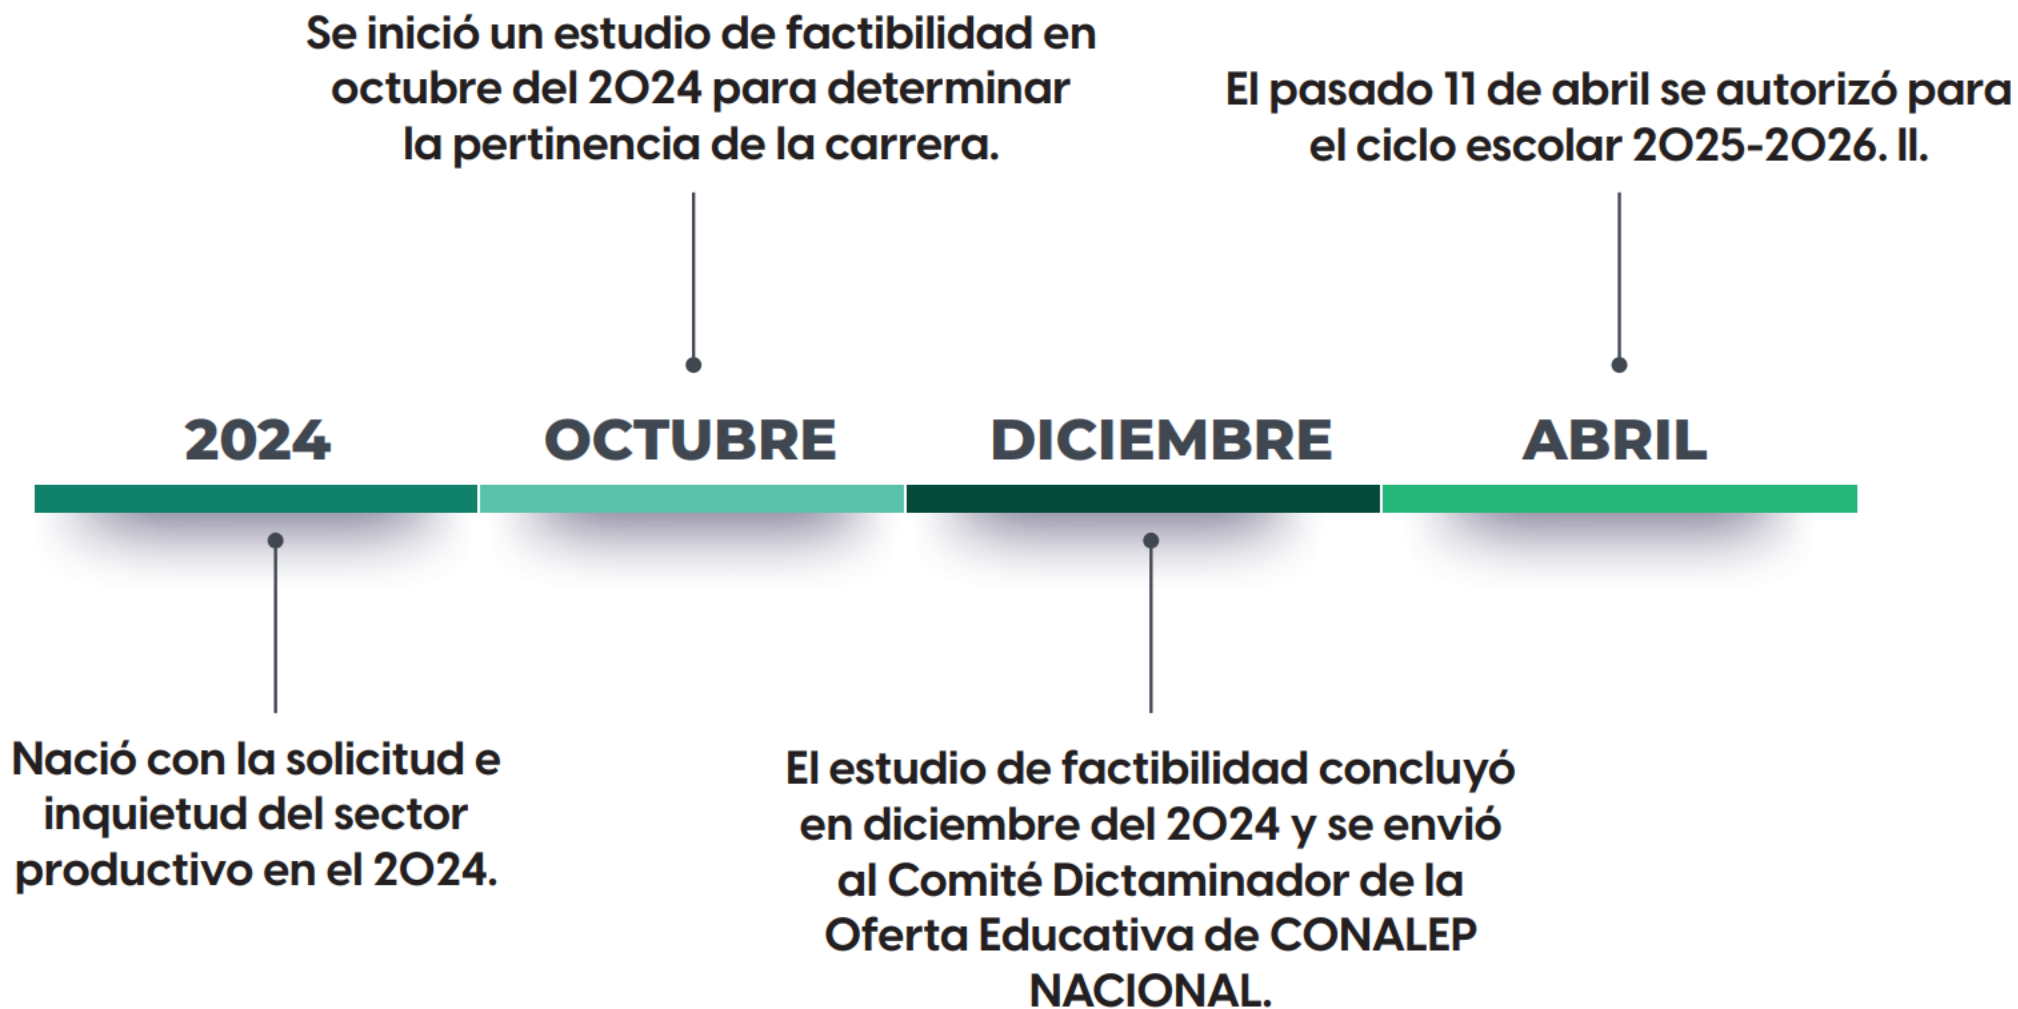 Se inició un estudio de factibilidad en
octubre del 2024 para determinar
la pertinencia de la carrera.
El pasado 11 de abril se autorizó para
el ciclo escolar 2025-2026. II.
2024
OCTUBRE
DICIEMBRE
ABRIL
Nació con la solicitud e
inquietud del sector
productivo en el 2024.
El estudio de factibilidad concluyó
en diciembre del 2024 y se envió
al Comité Dictaminador de la
Oferta Educativa de CONALEP
NACIONAL.